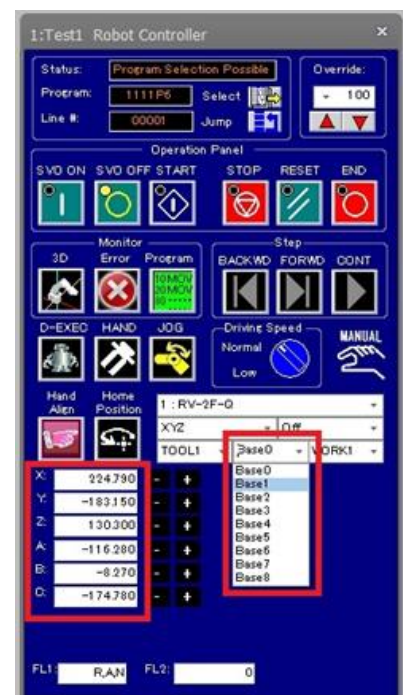 1:Test1 Robot Controller ×
Status: Program Selection Possible Override:
Program: 1111P6 Select 100
Line #: 00001 Jump
Operation Panel
SVO ON SVO OFF START STOP RESET END
Monitor Step
3D Error Program BACKWD FORWD CONT
10 MOV
20 MOV
D-EXEC HAND JOG Driving Speed MANUAL
Normal
Low
Hand Align Home Position 1 : RV-2F-Q
XYZ Off
TOOL1 Base0 WORK1
Base0
Base1
Base2
Base3
Base4
Base5
Base6
Base7
Base8
X: 224.790 - +
Y: -183.150 - +
Z: 130.300 - +
A: -116.280 - +
B: -8.270 - +
C: -174.780 - +
FL1: R,A,N FL2: 0